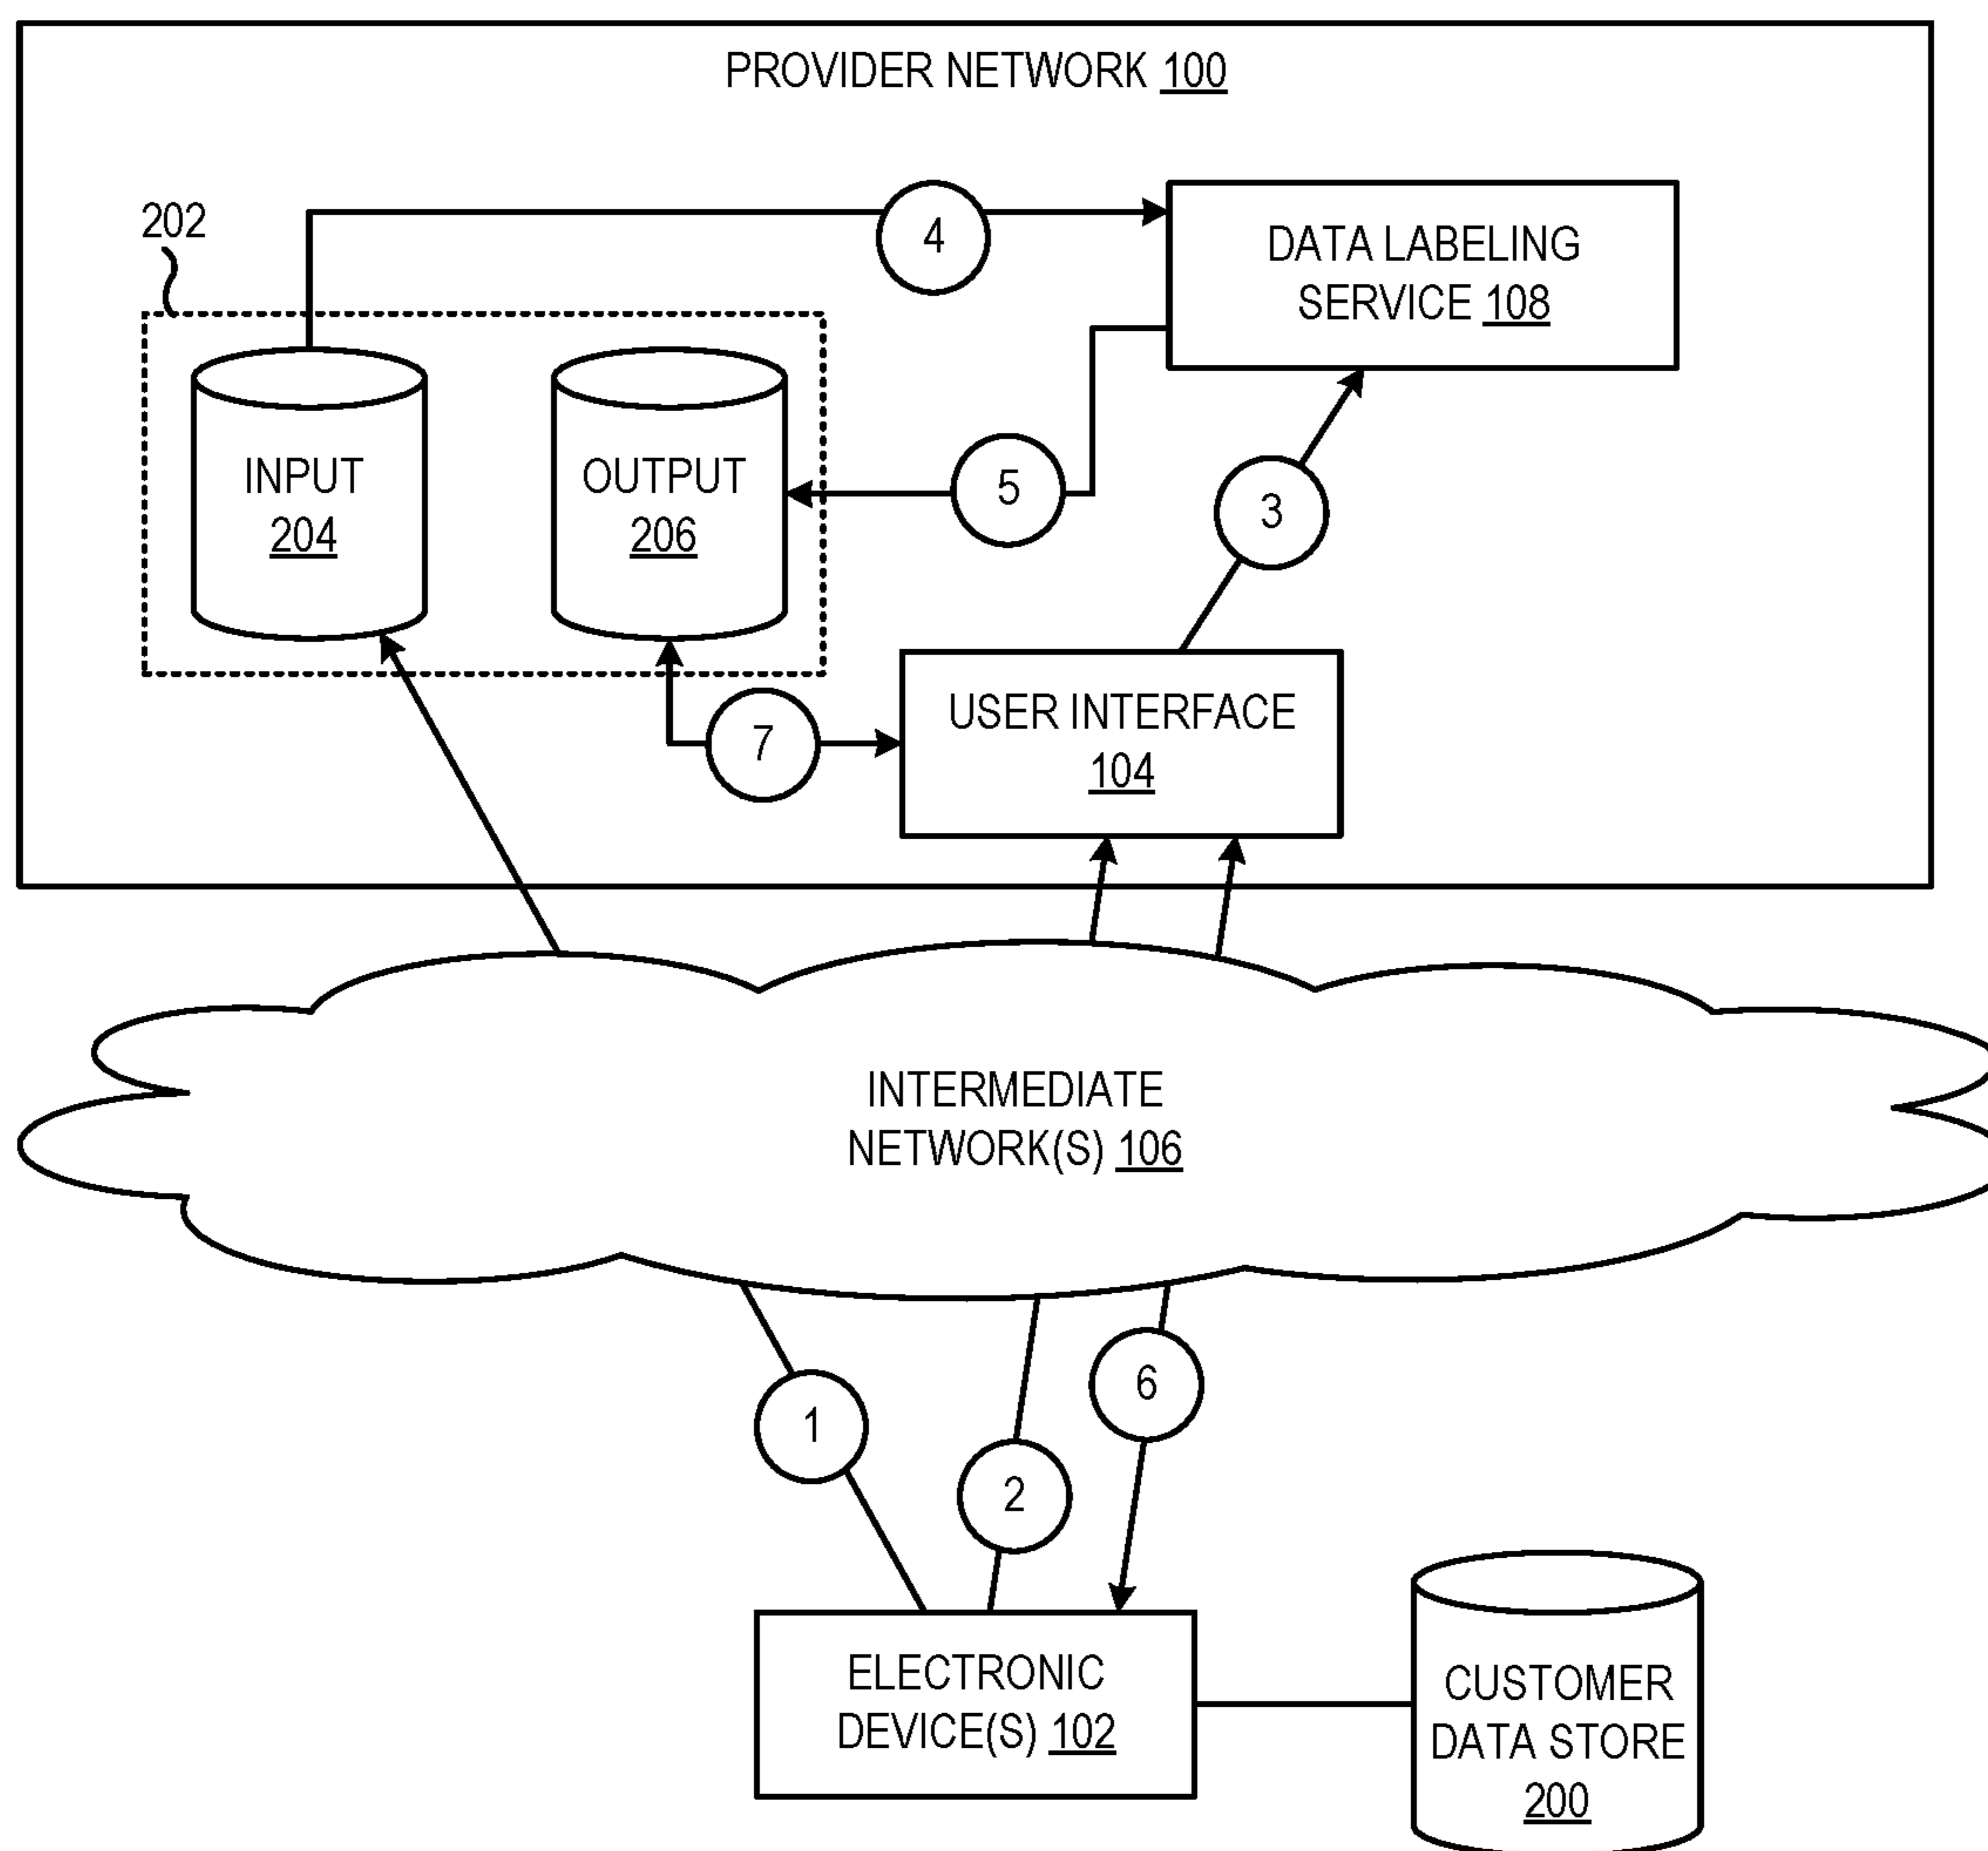 PROVIDER NETWORK 100
202
4
DATA LABELING
SERVICE 108
INPUT
204
OUTPUT
206
5
3
7
USER INTERFACE
104
INTERMEDIATE
NETWORK(S) 106
1
6
2
ELECTRONIC
DEVICE(S) 102
CUSTOMER
DATA STORE
200